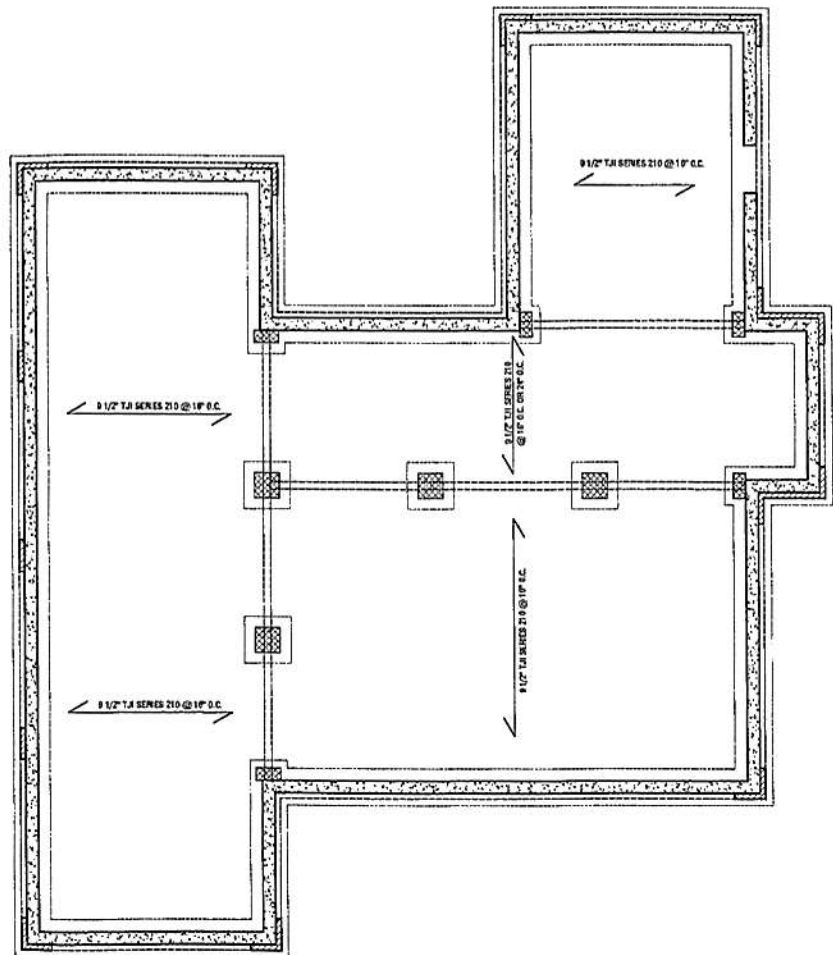 9 1/2" TJI SERIES 210 @ 16" O.C.
9 1/2" TJI SERIES 210 @ 16" O.C.
9 1/2" TJI SERIES 210
@ 16" O.C. OR 24" O.C.
9 1/2" TJI SERIES 210 @ 16" O.C.
9 1/2" TJI SERIES 210 @ 16" O.C.